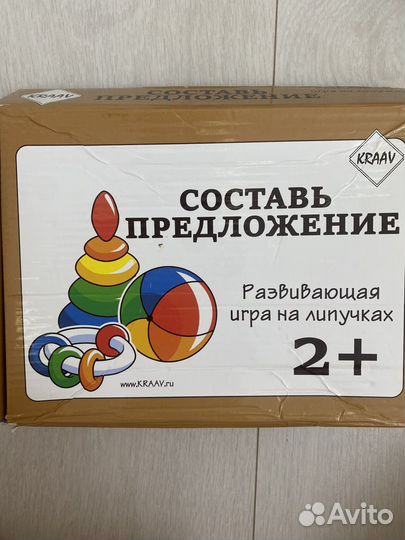 KRAAV
СОСТАВЬ
ПРЕДЛОЖЕНИЕ
KRAAV
СОСТАВЬ
ПРЕДЛОЖЕНИЕ
Развивающая
игра на липучках
2+
www.KRAAV.ru
Avito